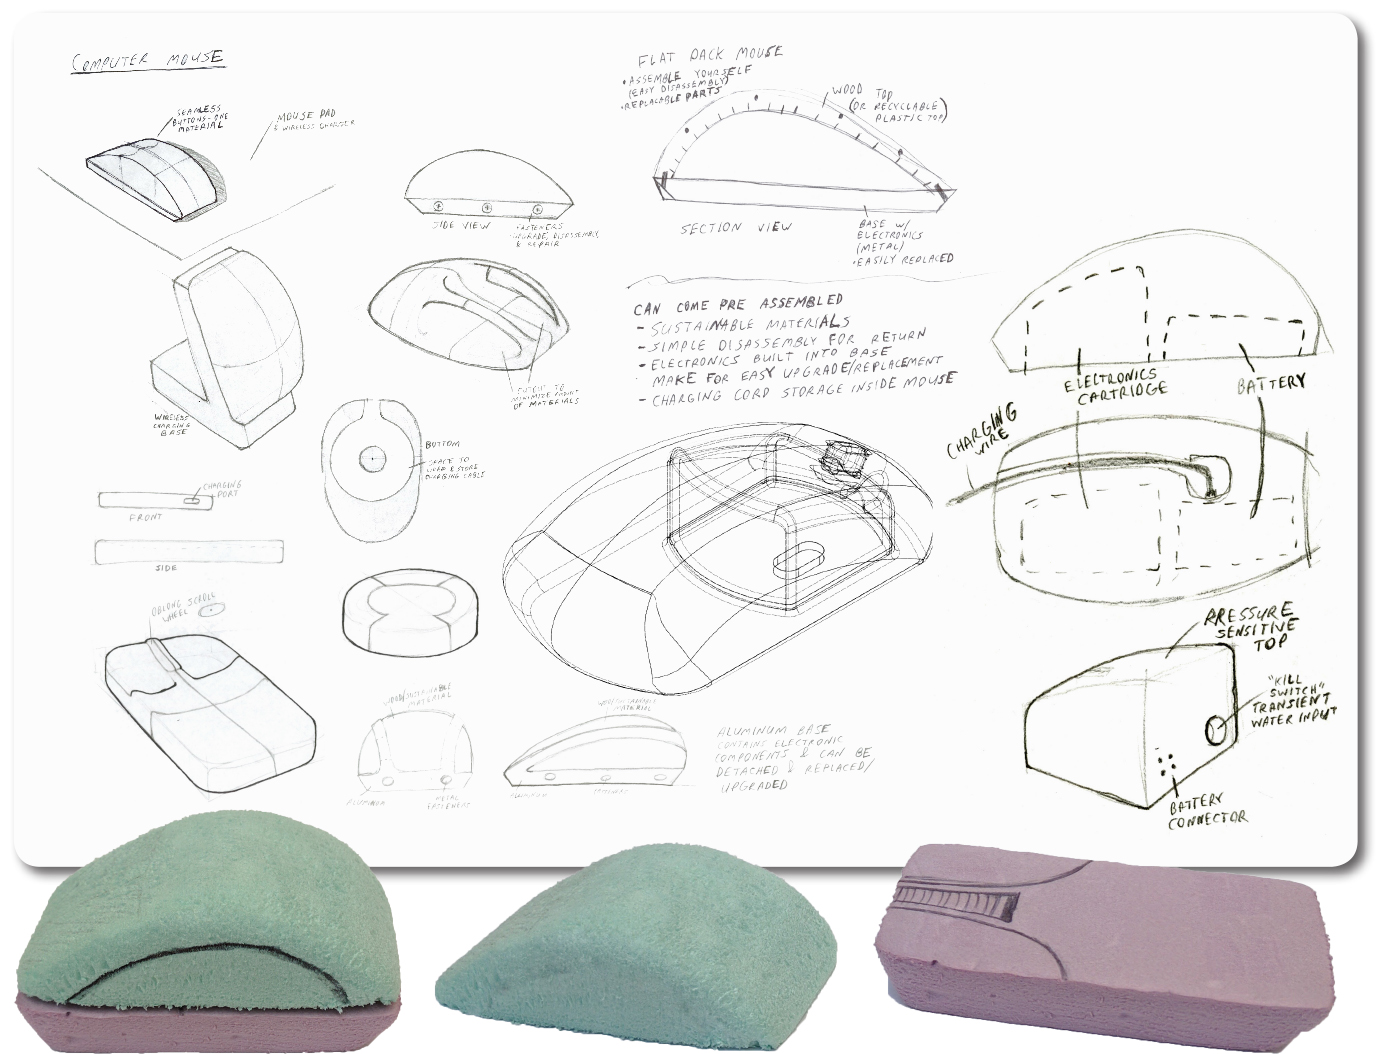 COMPUTER MOUSE
SEAMLESS
BUTTONS - ONE
MATERIAL
MOUSE PAD
& WIRELESS CHARGER
SIDE VIEW
FASTENERS
UPGRADE, DISASSEMBLY,
& REPAIR
WIRELESS
CHARGING
BASE
CUTOUT TO
MINIMIZE
OF MATERIALS
BOTTOM
SPACE TO
& STORE
CHARGING CABLE
CHARGING
PORT
FRONT
SIDE
OBLONG SCROLL
WHEEL
WOOD/SUSTAINABLE
MATERIAL
ALUMINUM
METAL
FASTENERS
MATERIAL
ALUMINUM
FASTENERS
FLAT PACK MOUSE
• ASSEMBLE YOURSELF
(EASY DISASSEMBLY)
• REPLACABLE PARTS
WOOD TOP
(OR RECYCLABLE)
PLASTIC TOP)
SECTION VIEW
BASE W/
ELECTRONICS
(METAL)
• EASILY REPLACED
CAN COME PRE ASSEMBLED
- SUSTAINABLE MATERIALS
- SIMPLE DISASSEMBLY FOR RETURN
- ELECTRONICS BUILT INTO BASE
MAKE FOR EASY UPGRADE/REPLACEMENT
- CHARGING CORD STORAGE INSIDE MOUSE
ALUMINUM BASE
CONTAINS ELECTRONIC
COMPONENTS & CAN BE
DETACHED & REPLACED/
UPGRADED
ELECTRONICS
CARTRIDGE
BATTERY
CHARGING
WIRE
PRESSURE
SENSITIVE
TOP
"KILL
SWITCH"
TRANSIENT
WATER INPUT
BATTERY
CONNECTOR